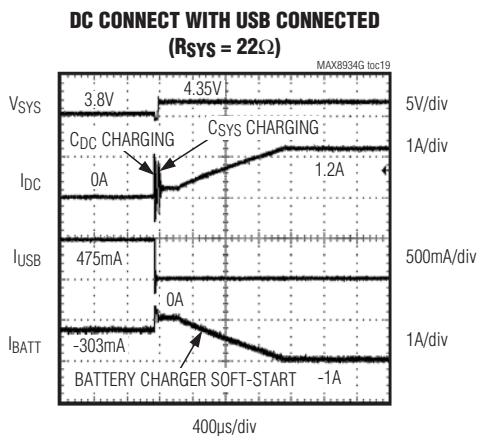 DC CONNECT WITH USB CONNECTED
(RSYS = 22Ω)
MAX8934G toc19
VSYS
3.8V
4.35V
5V/div
CDC CHARGING
CSYS CHARGING
1A/div
IDC
0A
1.2A
IUSB
475mA
500mA/div
0A
IBATT
-303mA
1A/div
BATTERY CHARGER SOFT-START
-1A
400µs/div